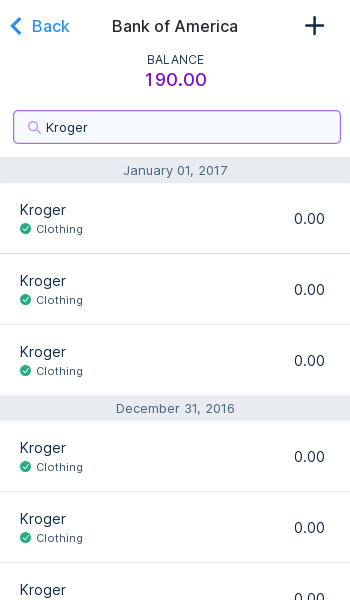 Back
Bank of America
BALANCE
190.00
Kroger
January 01, 2017
Kroger
0.00
Clothing
Kroger
0.00
Clothing
Kroger
0.00
Clothing
December 31, 2016
Kroger
0.00
Clothing
Kroger
0.00
Clothing
Kroger
0.00